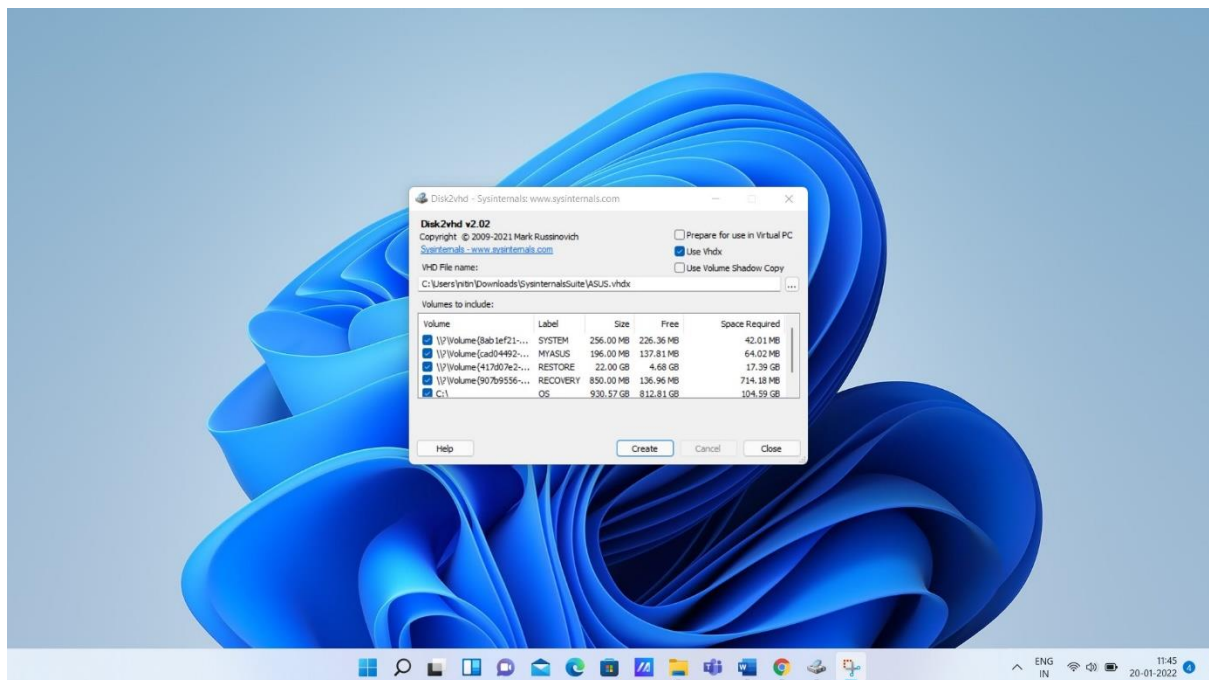 Disk2vhd - Sysinternals: www.sysinternals.com
Disk2vhd v2.02
Copyright © 2009-2021 Mark Russinovich
Sysinternals - www.sysinternals.com
Prepare for use in Virtual PC
Use Vhdx
Use Volume Shadow Copy
VHD File name:
C:\Users\nitin\Downloads\SysinternalsSuite\ASUS.vhdx
...
Volumes to include:
Volume Label Size Free Space Required
\\?\Volume{8ab1ef21-... SYSTEM 256.00 MB 226.36 MB 42.01 MB
\\?\Volume{cad04492-... MYASUS 196.00 MB 137.81 MB 64.02 MB
\\?\Volume{417d07e2-... RESTORE 22.00 GB 4.68 GB 17.39 GB
\\?\Volume{907b9556-... RECOVERY 850.00 MB 136.96 MB 714.18 MB
C:\ OS 930.57 GB 812.81 GB 104.59 GB
Help Create Cancel Close
ENG
IN
11:45
20-01-2022
4